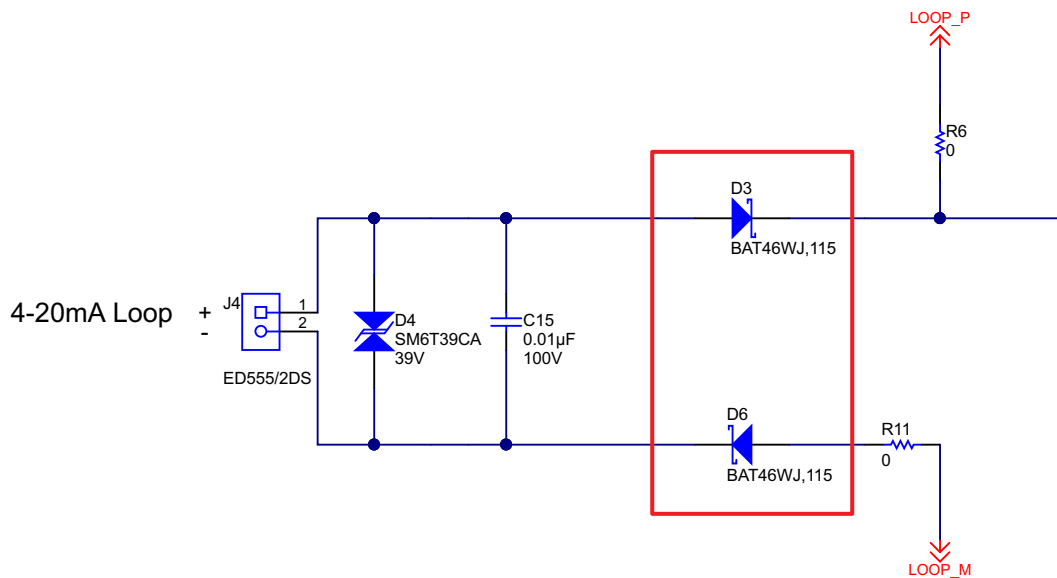 LOOP_P
R6
0
D3
BAT46WJ,115
4-20mA Loop
+
-
J4
1
2
ED555/2DS
D4
SM6T39CA
39V
C15
0.01µF
100V
D6
BAT46WJ,115
R11
0
LOOP_M